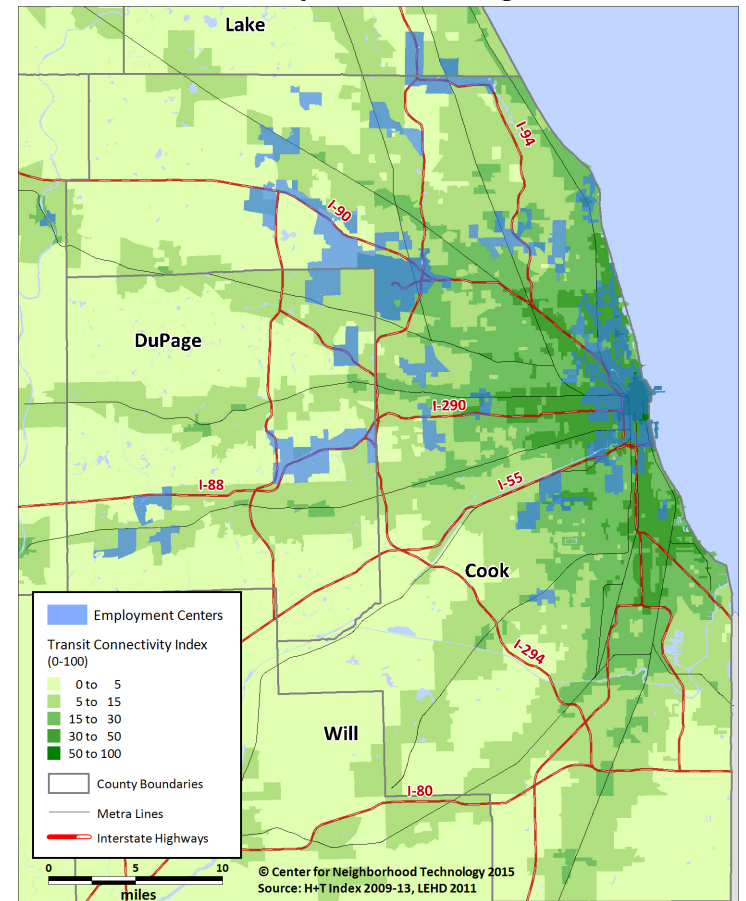 Lake
I-94
I-90
DuPage
I-290
I-88
I-55
Cook
I-294
Will
I-80
Employment Centers
Transit Connectivity Index
(0-100)
0 to 5
5 to 15
15 to 30
30 to 50
50 to 100
County Boundaries
Metra Lines
Interstate Highways
0 5 10
miles
© Center for Neighborhood Technology 2015
Source: H+T Index 2009-13, LEHD 2011